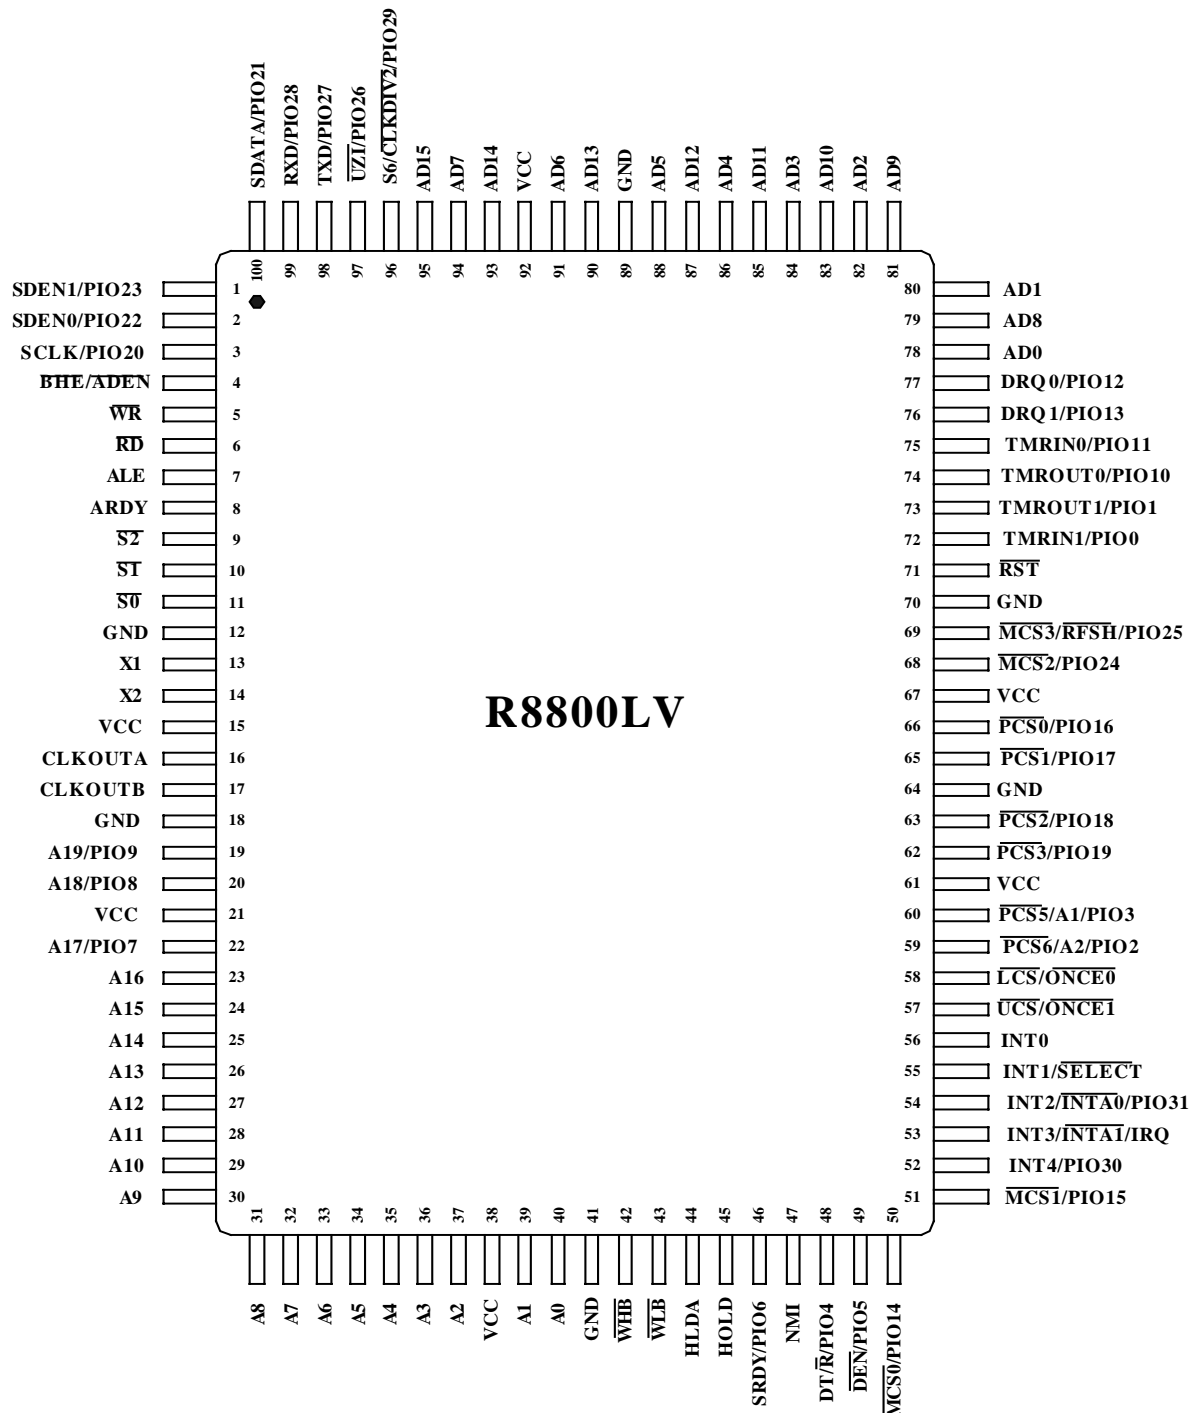 SDATA/PIO21
RXD/PIO28
TXD/PIO27
UZI/PIO26
S6/CLKDIV2/PIO29
AD15
AD7
AD14
VCC
AD6
AD13
GND
AD5
AD12
AD4
AD11
AD3
AD10
AD2
AD9
100
99
98
97
96
95
94
93
92
91
90
89
88
87
86
85
84
83
82
81
SDEN1/PIO23 1
SDEN0/PIO22 2
SCLK/PIO20 3
BHE/ADEN 4
WR 5
RD 6
ALE 7
ARDY 8
S2 9
S1 10
S0 11
GND 12
X1 13
X2 14
VCC 15
CLKOUTA 16
CLKOUTB 17
GND 18
A19/PIO9 19
A18/PIO8 20
VCC 21
A17/PIO7 22
A16 23
A15 24
A14 25
A13 26
A12 27
A11 28
A10 29
A9 30
R8800LV
80 AD1
79 AD8
78 AD0
77 DRQ0/PIO12
76 DRQ1/PIO13
75 TMRIN0/PIO11
74 TMROUT0/PIO10
73 TMROUT1/PIO1
72 TMRIN1/PIO0
71 RST
70 GND
69 MCS3/RFSH/PIO25
68 MCS2/PIO24
67 VCC
66 PCS0/PIO16
65 PCS1/PIO17
64 GND
63 PCS2/PIO18
62 PCS3/PIO19
61 VCC
60 PCS5/A1/PIO3
59 PCS6/A2/PIO2
58 LCS/ONCE0
57 UCS/ONCE1
56 INT0
55 INT1/SELECT
54 INT2/INTA0/PIO31
53 INT3/INTA1/IRQ
52 INT4/PIO30
51 MCS1/PIO15
31
32
33
34
35
36
37
38
39
40
41
42
43
44
45
46
47
48
49
50
A8
A7
A6
A5
A4
A3
A2
VCC
A1
A0
GND
WHB
WLB
HLDA
HOLD
SRDY/PIO6
NMI
DT/R/PIO4
DEN/PIO5
MCS0/PIO14